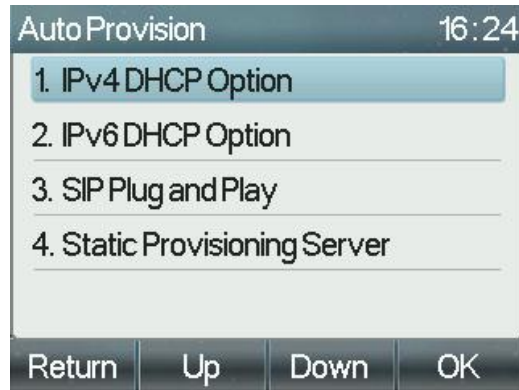 Auto Provision 16:24
1. IPv4 DHCP Option
2. IPv6 DHCP Option
3. SIP Plug and Play
4. Static Provisioning Server
Return Up Down OK